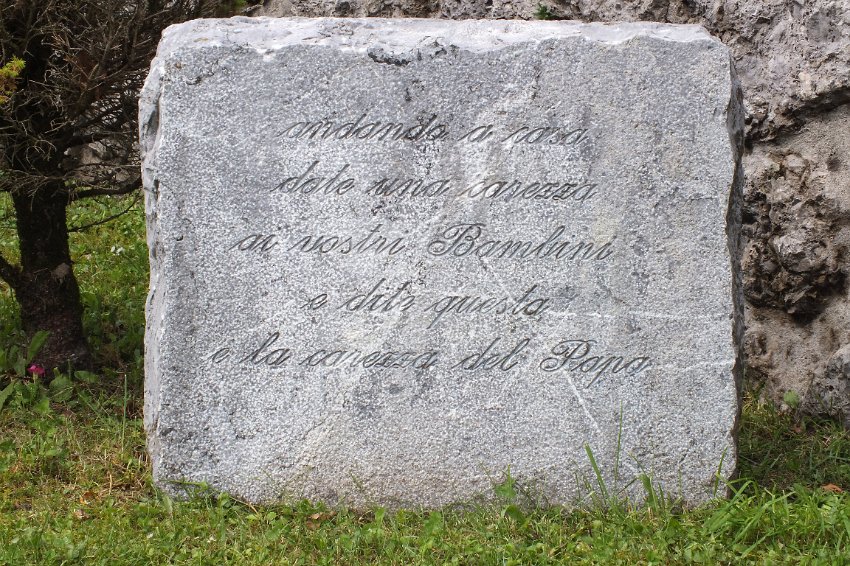 andando a casa
date una carezza
ai vostri Bambini
e dite questa
e la carezza del Papa